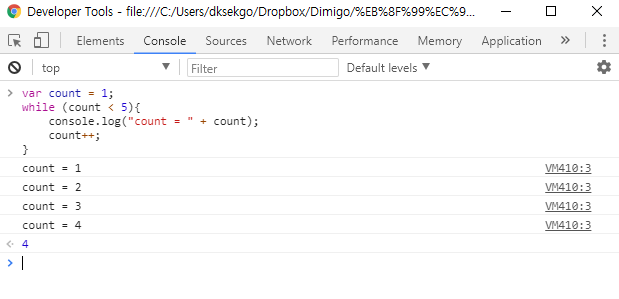 Developer Tools - file:///C:/Users/dksekgo/Dropbox/Dimigo/%EB%8F%99%EC%9...
Elements Console Sources Network Performance Memory Application »
top ▼ Filter Default levels ▼
> var count = 1;
while (count < 5){
    console.log("count = " + count);
    count++;
}
count = 1 VM410:3
count = 2 VM410:3
count = 3 VM410:3
count = 4 VM410:3
4
>